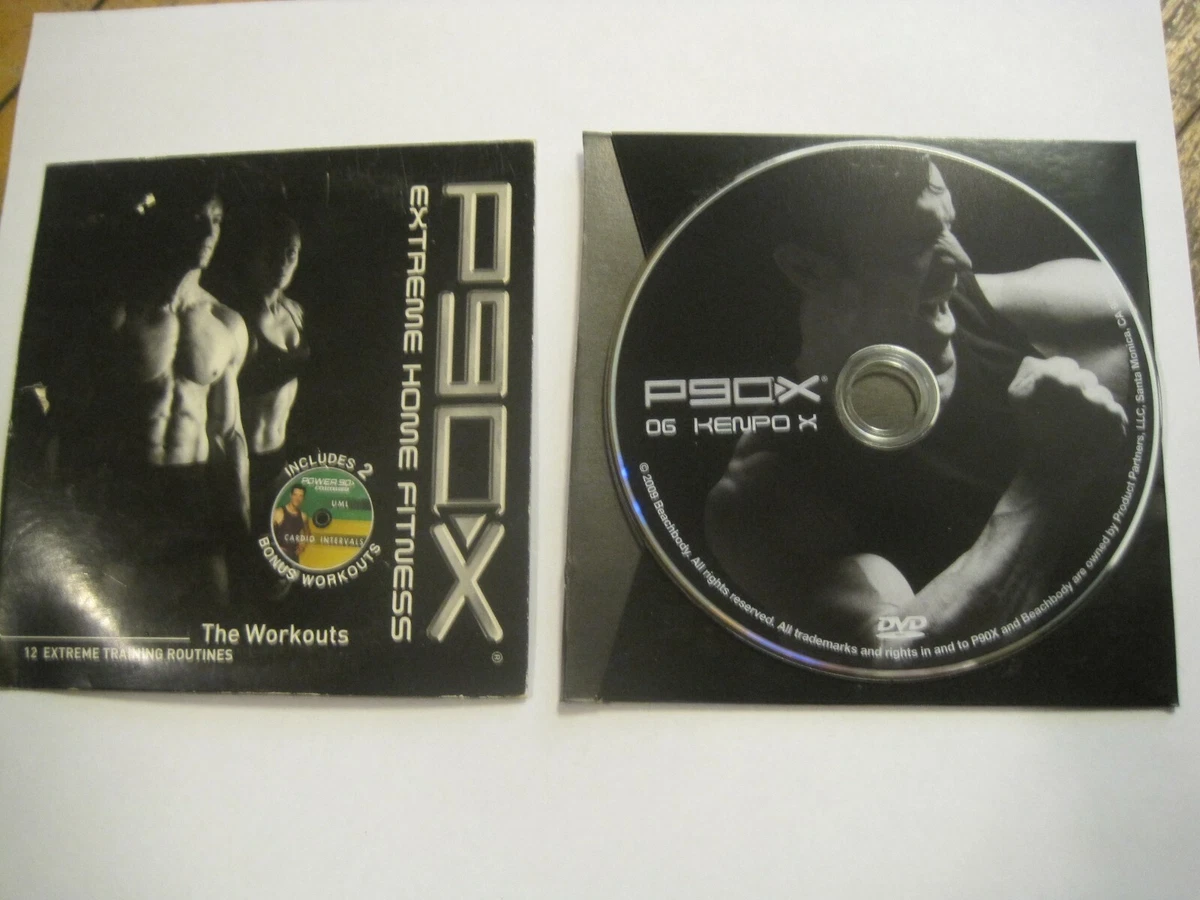 P90X
EXTREME HOME FITNESS
INCLUDES 2
POWER 90
UML
CARDIO INTERVALS
BONUS WORKOUTS
The Workouts
12 EXTREME TRAINING ROUTINES
®
P90X®
06 KENPO X
© 2009 Beachbody. All rights reserved. All trademarks and rights in and to P90X and Beachbody are owned by Product Partners, LLC, Santa Monica, CA
DVD